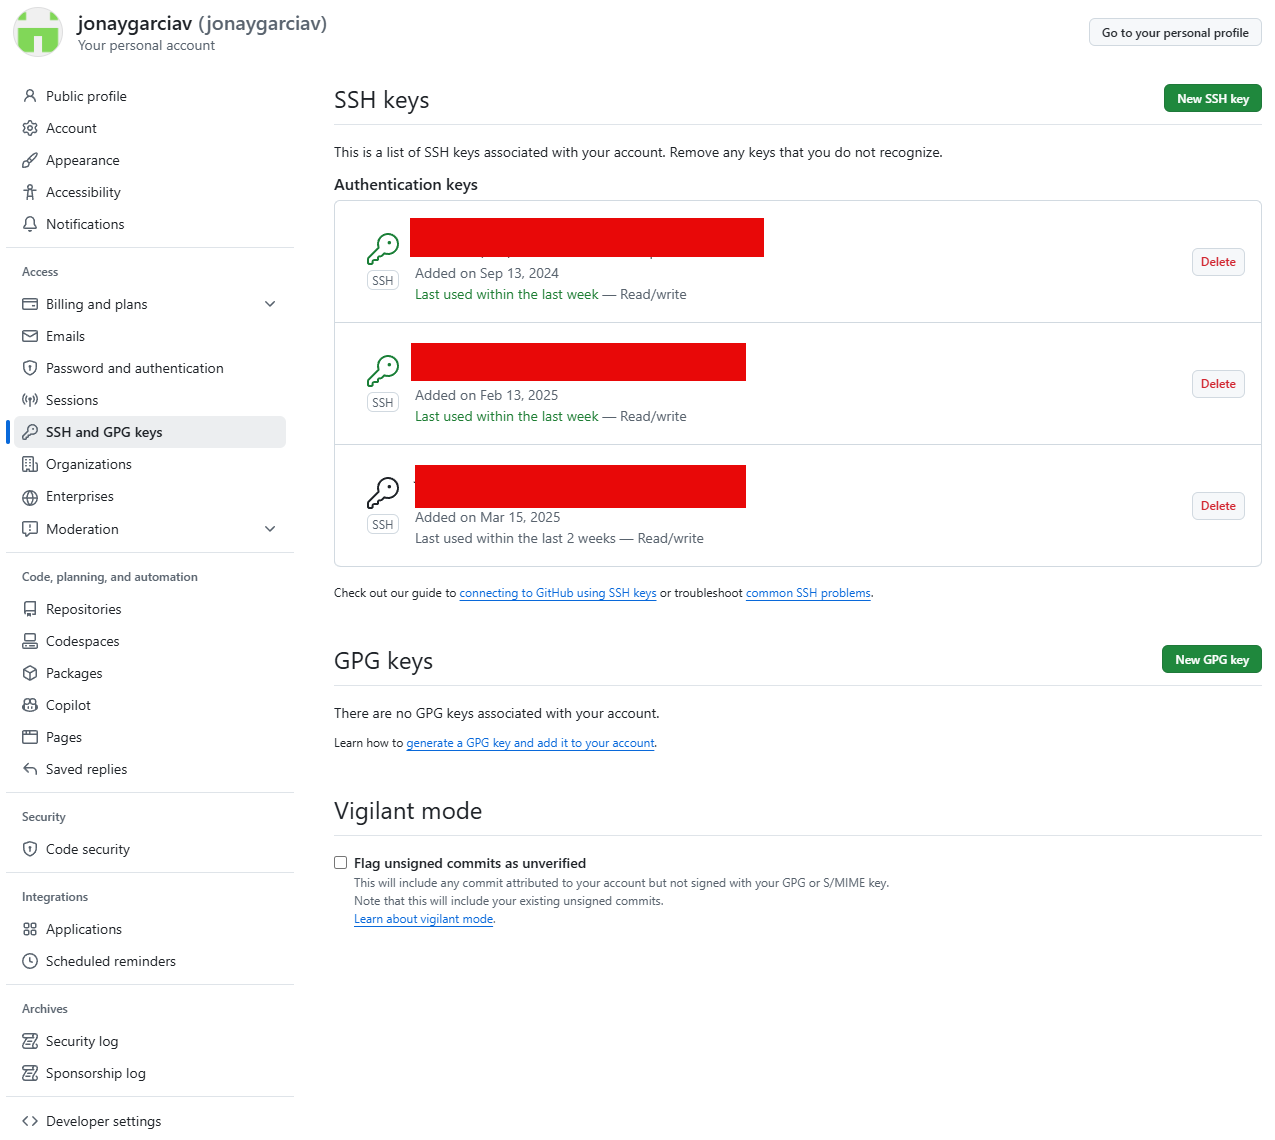 jonaygarciav (jonaygarciav)
Your personal account
Go to your personal profile
Public profile
Account
Appearance
Accessibility
Notifications
Access
Billing and plans
Emails
Password and authentication
Sessions
SSH and GPG keys
Organizations
Enterprises
Moderation
Code, planning, and automation
Repositories
Codespaces
Packages
Copilot
Pages
Saved replies
Security
Code security
Integrations
Applications
Scheduled reminders
Archives
Security log
Sponsorship log
Developer settings
SSH keys
New SSH key
This is a list of SSH keys associated with your account. Remove any keys that you do not recognize.
Authentication keys
SSH
Added on Sep 13, 2024
Last used within the last week — Read/write
Delete
SSH
Added on Feb 13, 2025
Last used within the last week — Read/write
Delete
SSH
Added on Mar 15, 2025
Last used within the last 2 weeks — Read/write
Delete
Check out our guide to connecting to GitHub using SSH keys or troubleshoot common SSH problems.
GPG keys
New GPG key
There are no GPG keys associated with your account.
Learn how to generate a GPG key and add it to your account.
Vigilant mode
Flag unsigned commits as unverified
This will include any commit attributed to your account but not signed with your GPG or S/MIME key.
Note that this will include your existing unsigned commits.
Learn about vigilant mode.